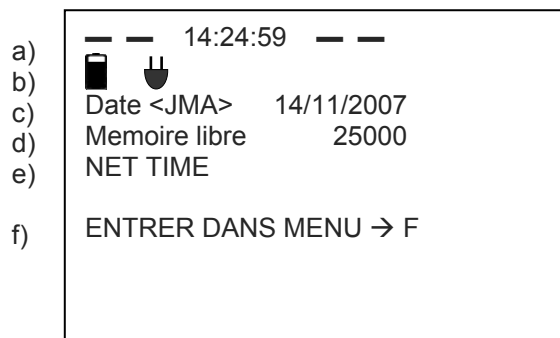 a) — — 14:24:59 — —
b)
c) Date <JMA> 14/11/2007
d) Memoire libre 25000
e) NET TIME
f) ENTRER DANS MENU → F